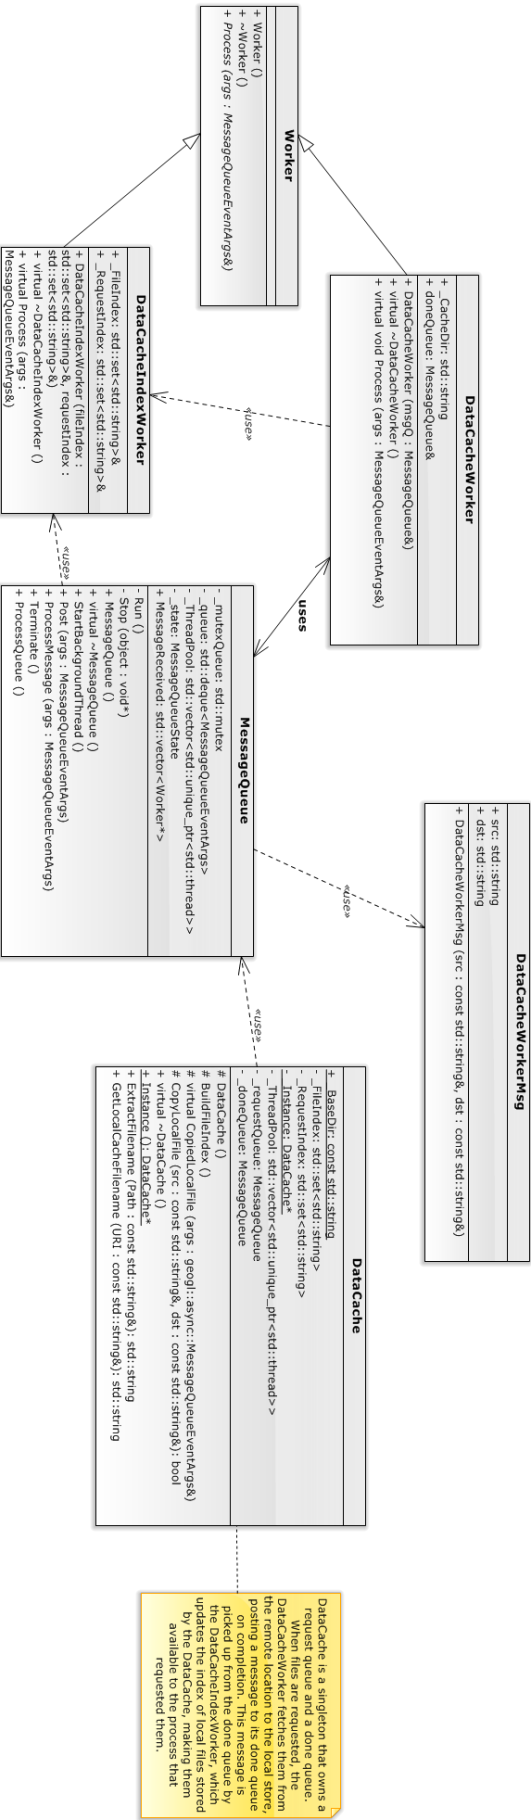 Worker
+ Worker ()
+ ~Worker ()
+ Process (args : MessageQueueEventArgs&)
DataCacheWorker
+ _CacheDir: std::string
+ doneQueue: MessageQueue&
+ DataCacheWorker (msgQ : MessageQueue&)
+ virtual ~DataCacheWorker ()
+ virtual void Process (args : MessageQueueEventArgs&)
DataCacheIndexWorker
+ _FileIndex: std::set<std::string>&
+ _RequestIndex: std::set<std::string>&
+ DataCacheIndexWorker (fileIndex :
std::set<std::string>&, requestIndex :
std::set<std::string>&)
+ virtual ~DataCacheIndexWorker ()
+ virtual Process (args :
MessageQueueEventArgs&)
«use»
«use»
uses
MessageQueue
- _mutexQueue: std::mutex
- _queue: std::deque<MessageQueueEventArgs>
- _ThreadPool: std::vector<std::unique_ptr<std::thread>>
- _state: MessageQueueState
+ MessageReceived: std::vector<Worker*>
- Run ()
- Stop (object : void*)
+ MessageQueue ()
+ virtual ~MessageQueue ()
+ StartBackgroundThread ()
+ Post (args : MessageQueueEventArgs)
+ ProcessMessage (args : MessageQueueEventArgs)
+ Terminate ()
+ ProcessQueue ()
DataCacheWorkerMsg
+ src: std::string
+ dst: std::string
+ DataCacheWorkerMsg (src : const std::string&, dst : const std::string&)
«use»
«use»
DataCache
+ _BaseDir: const std::string
- _FileIndex: std::set<std::string>
- _RequestIndex: std::set<std::string>
- _Instance: DataCache*
- _ThreadPool: std::vector<std::unique_ptr<std::thread>>
- _requestQueue: MessageQueue
- _doneQueue: MessageQueue
# DataCache ()
# BuildFileIndex ()
# virtual CopiedLocalFile (args : geogl::async::MessageQueueEventArgs&)
# CopyLocalFile (src : const std::string&, dst : const std::string&): bool
+ virtual ~DataCache ()
+ Instance (): DataCache*
+ ExtractFilename (Path : const std::string&): std::string
+ GetLocalCacheFilename (URI : const std::string&): std::string
DataCache is a singleton that owns a
request queue and a done queue.
When files are requested, the
DataCacheWorker fetches them from
the remote location to the local store,
posting a message to its done queue
on completion. This message is
picked up from the done queue by
the DataCacheIndexWorker, which
updates the index of local files stored
by the DataCache, making them
available to the process that
requested them.